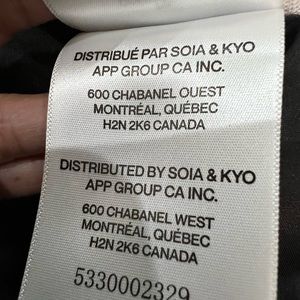 DISTRIBUÉ PAR SOIA & KYO
APP GROUP CA INC.
600 CHABANEL OUEST
MONTRÉAL, QUÉBEC
H2N 2K6 CANADA
DISTRIBUTED BY SOIA & KYO
APP GROUP CA INC.
600 CHABANEL WEST
MONTRÉAL, QUÉBEC
H2N 2K6 CANADA
5330002329